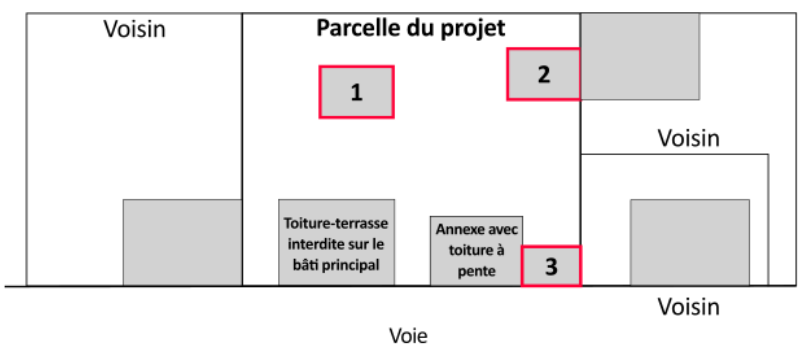 Voisin
Parcelle du projet
1
2
Voisin
Toiture-terrasse
interdite sur le
bâti principal
Annexe avec
toiture à
pente
3
Voisin
Voie